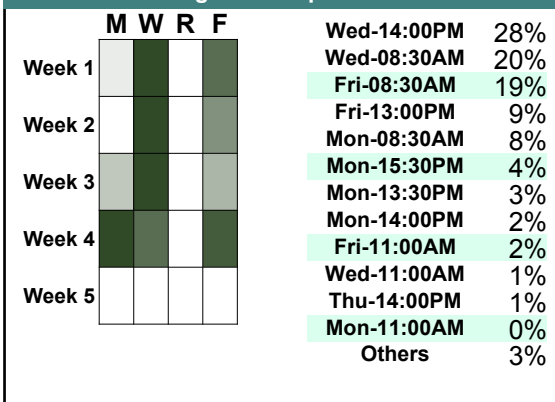 M W R F
Week 1
Week 2
Week 3
Week 4
Week 5
Wed-14:00PM 28%
Wed-08:30AM 20%
Fri-08:30AM 19%
Fri-13:00PM 9%
Mon-08:30AM 8%
Mon-15:30PM 4%
Mon-13:30PM 3%
Mon-14:00PM 2%
Fri-11:00AM 2%
Wed-11:00AM 1%
Thu-14:00PM 1%
Mon-11:00AM 0%
Others 3%